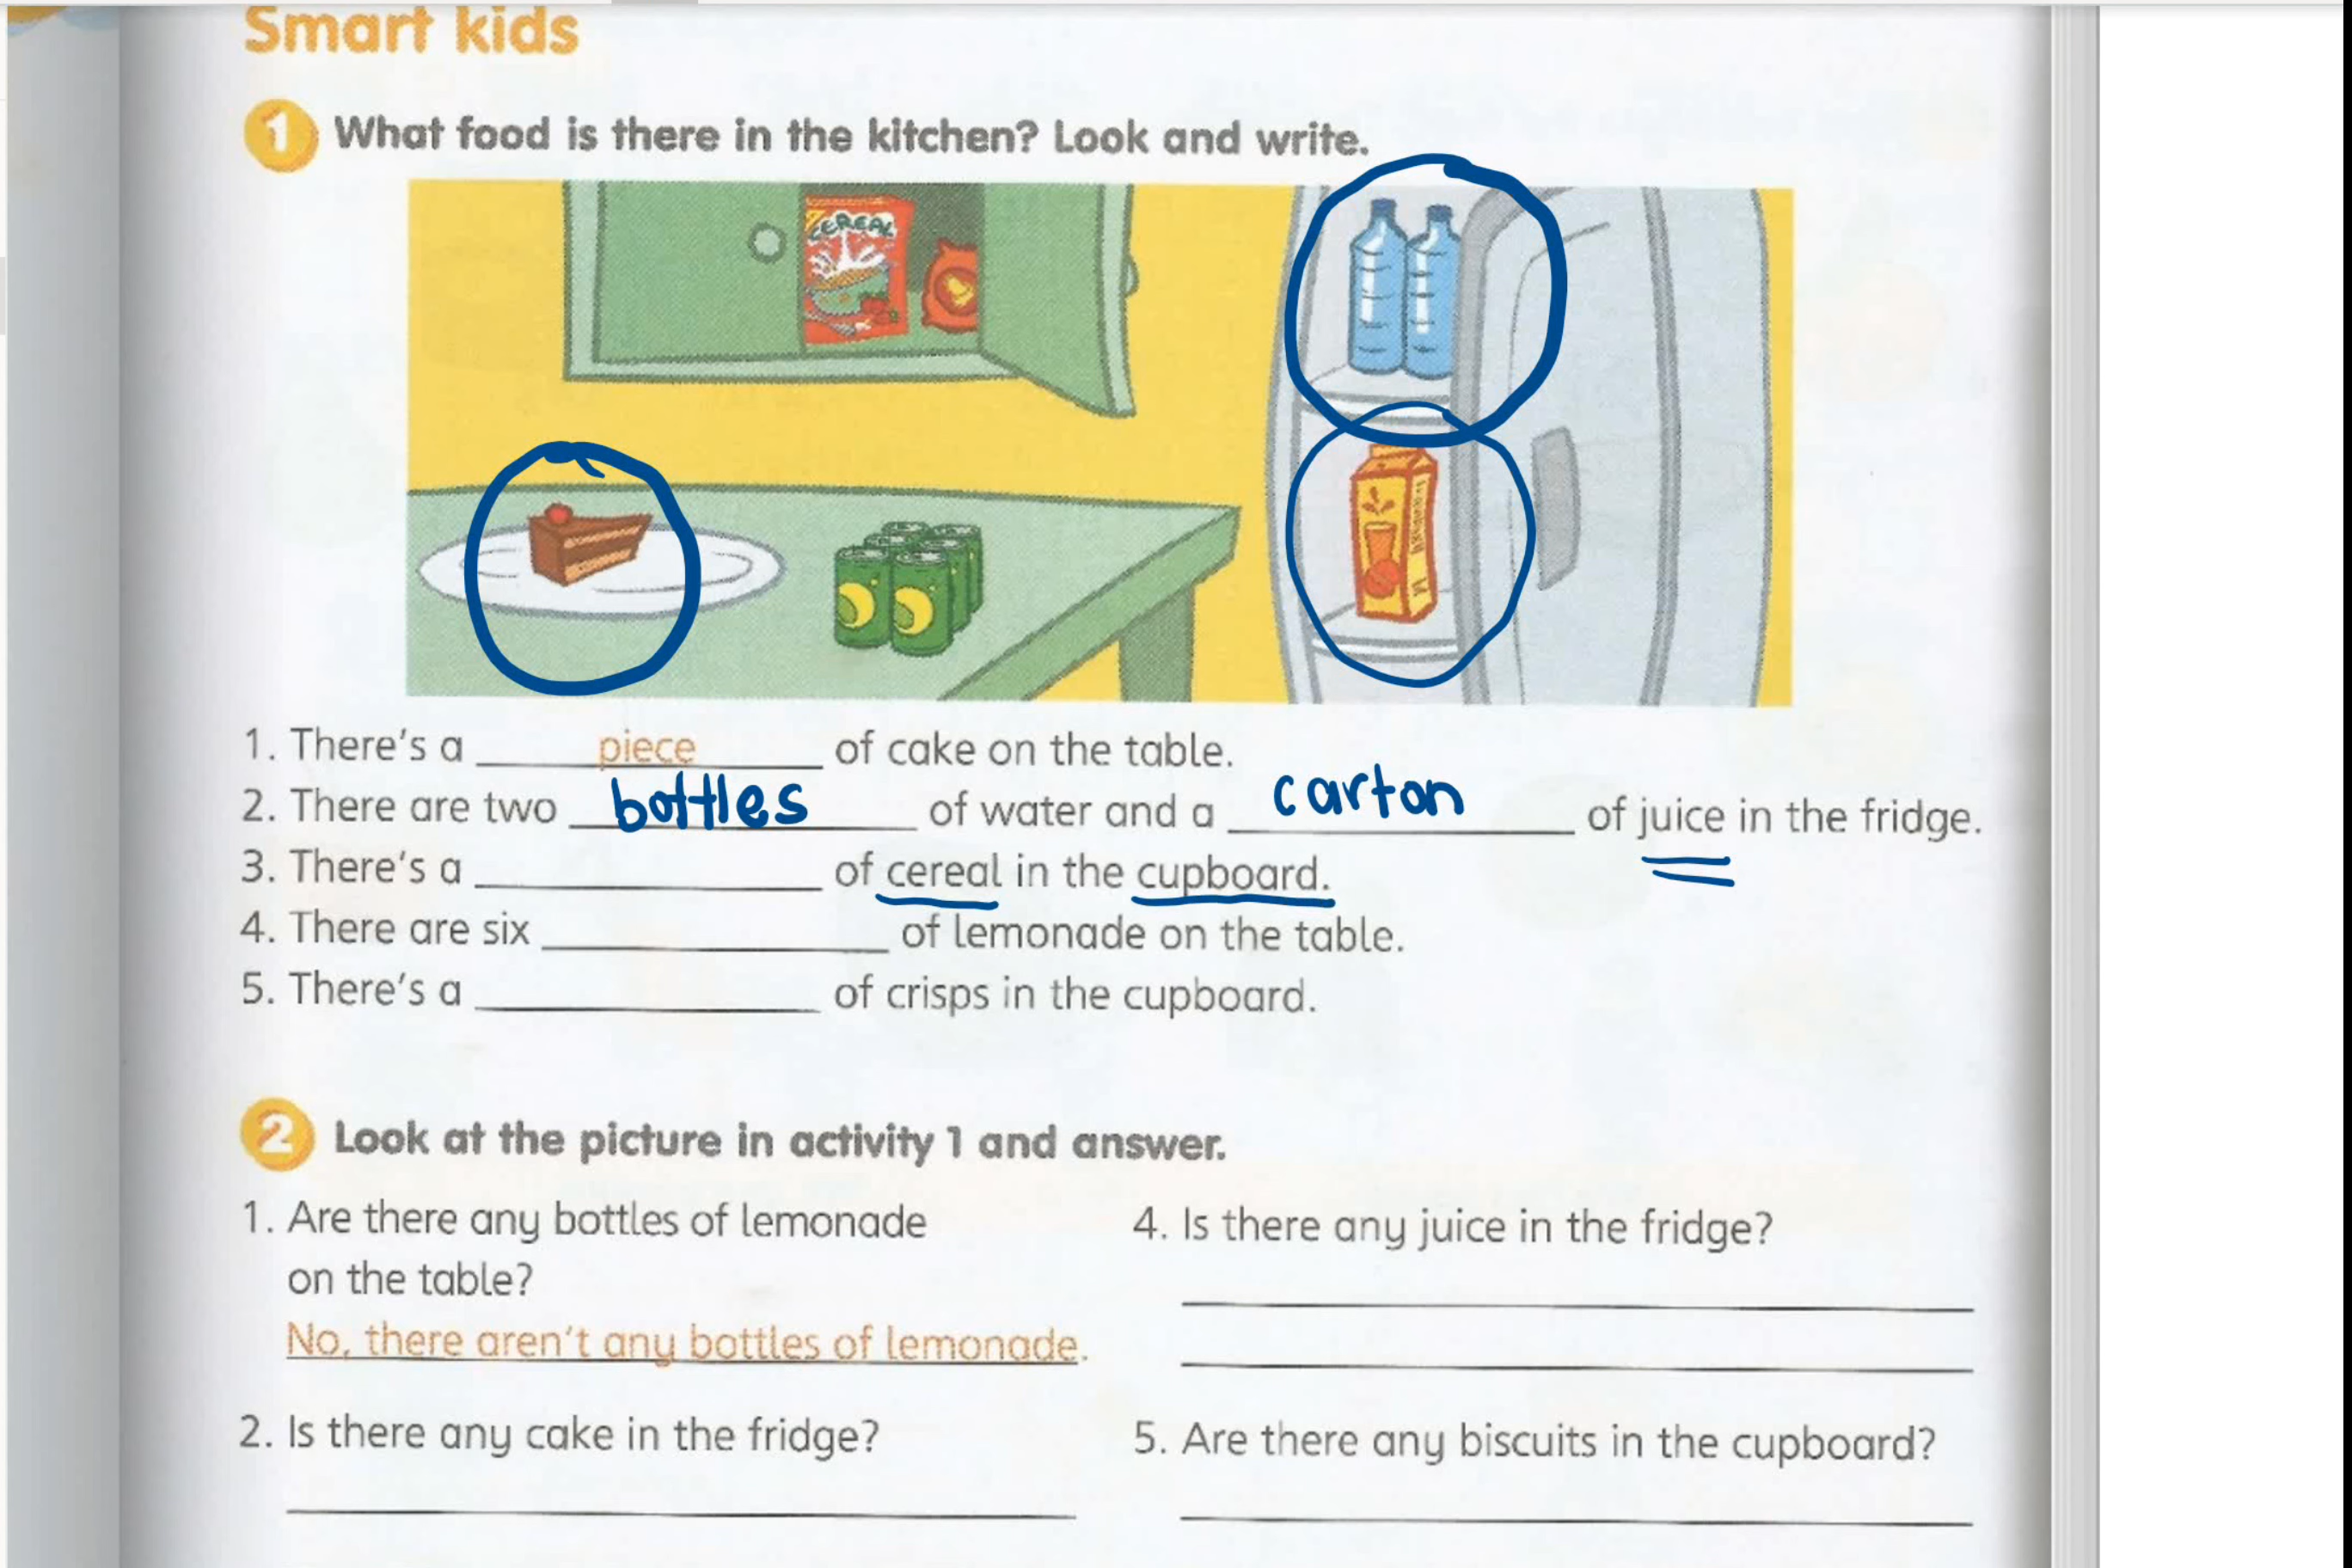 Smart kids
1 What food is there in the kitchen? Look and write.
CEREAL
1. There's a piece of cake on the table.
2. There are two bottles of water and a carton of juice in the fridge.
3. There's a ____ of cereal in the cupboard.
4. There are six ____ of lemonade on the table.
5. There's a ____ of crisps in the cupboard.
2 Look at the picture in activity 1 and answer.
1. Are there any bottles of lemonade
on the table?
No, there aren't any bottles of lemonade.
2. Is there any cake in the fridge?
4. Is there any juice in the fridge?
5. Are there any biscuits in the cupboard?